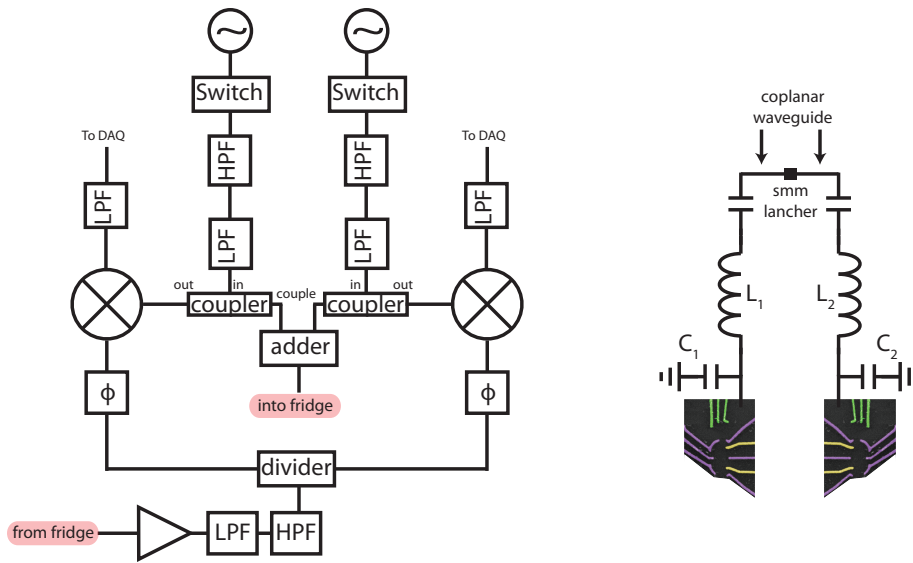 Switch
Switch
To DAQ
HPF
HPF
To DAQ
LPF
LPF
LPF
LPF
out
in
couple
in
out
coupler
coupler
adder
ϕ
into fridge
ϕ
divider
from fridge
LPF
HPF
coplanar
waveguide
smm
lancher
L1
L2
C1
C2